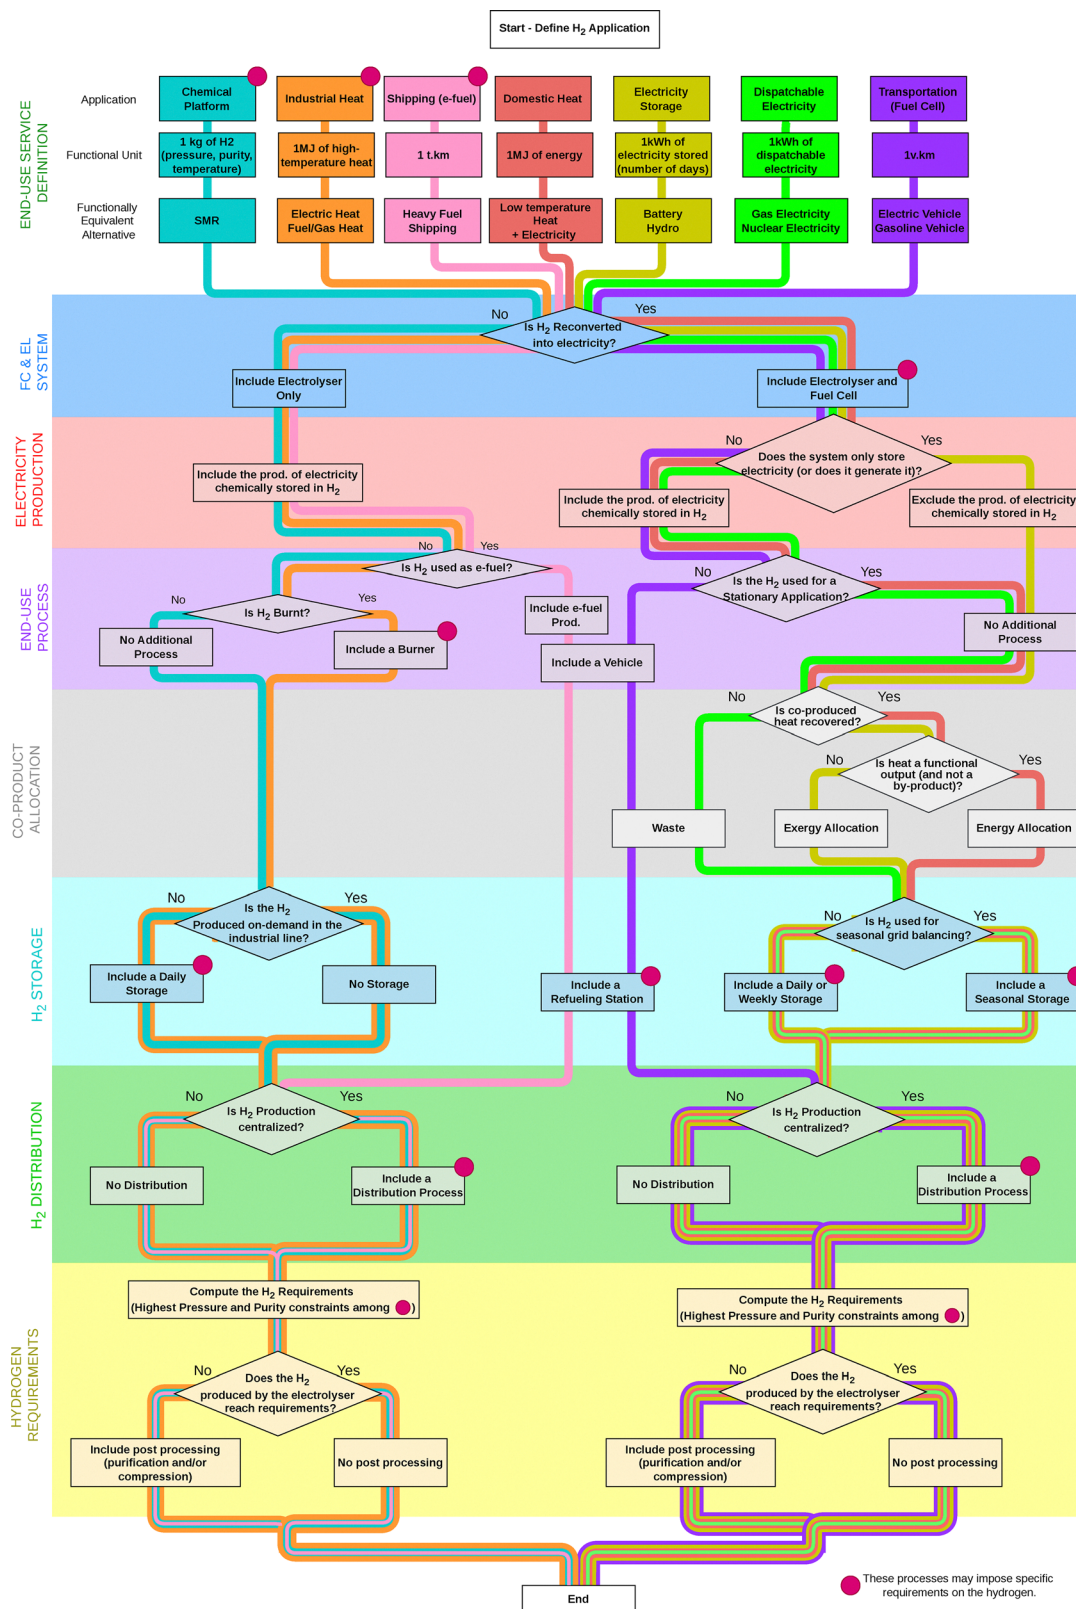 Start - Define H2 Application
END-USE SERVICE
DEFINITION
Application
Chemical
Platform
Industrial Heat
Shipping (e-fuel)
Domestic Heat
Electricity
Storage
Dispatchable
Electricity
Transportation
(Fuel Cell)
Functional Unit
1 kg of H2
(pressure, purity,
temperature)
1MJ of high-
temperature heat
1 t.km
1MJ of energy
1kWh of
electricity stored
(number of days)
1kWh of
dispatchable
electricity
1v.km
Functionally
Equivalent
Alternative
SMR
Electric Heat
Fuel/Gas Heat
Heavy Fuel
Shipping
Low temperature
Heat
+ Electricity
Battery
Hydro
Gas Electricity
Nuclear Electricity
Electric Vehicle
Gasoline Vehicle
FC & EL
SYSTEM
No
Is H2 Reconverted
into electricity?
Yes
Include Electrolyser
Only
Include Electrolyser and
Fuel Cell
ELECTRICITY
PRODUCTION
No
Does the system only store
electricity (or does it generate it)?
Yes
Include the prod. of electricity
chemically stored in H2
Include the prod. of electricity
chemically stored in H2
Exclude the prod. of electricity
chemically stored in H2
END-USE
PROCESS
No
Is H2 used as e-fuel?
Yes
No
Is the H2 used for a
Stationary Application?
Yes
No
Is H2 Burnt?
Yes
Include e-fuel
Prod.
No Additional
Process
Include a Burner
Include a Vehicle
No Additional
Process
CO-PRODUCT
ALLOCATION
No
Is co-produced
heat recovered?
Yes
No
Is heat a functional
output (and not a
by-product)?
Yes
Waste
Exergy Allocation
Energy Allocation
H2 STORAGE
No
Is the H2
Produced on-demand in the
industrial line?
Yes
No
Is H2 used for
seasonal grid balancing?
Yes
Include a Daily
Storage
No Storage
Include a
Refueling Station
Include a Daily or
Weekly Storage
Include a
Seasonal Storage
H2 DISTRIBUTION
No
Is H2 Production
centralized?
Yes
No
Is H2 Production
centralized?
Yes
No Distribution
Include a
Distribution Process
No Distribution
Include a
Distribution Process
HYDROGEN
REQUIREMENTS
Compute the H2 Requirements
(Highest Pressure and Purity constraints among )
Compute the H2 Requirements
(Highest Pressure and Purity constraints among )
No
Does the H2
produced by the electrolyser
reach requirements?
Yes
No
Does the H2
produced by the electrolyser
reach requirements?
Yes
Include post processing
(purification and/or
compression)
No post processing
Include post processing
(purification and/or
compression)
No post processing
End
These processes may impose specific
requirements on the hydrogen.